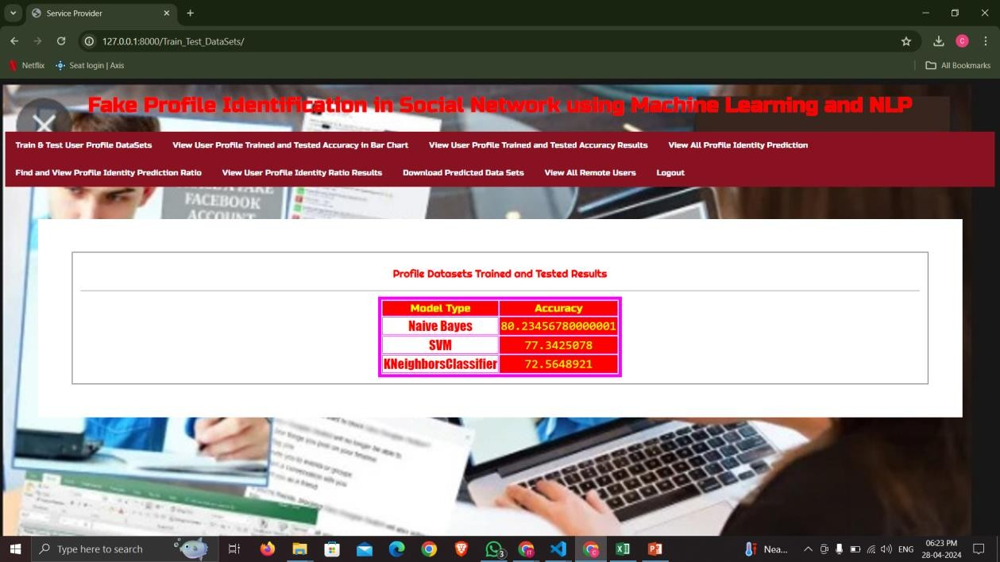 Service Provider
127.0.0.1:8000/Train_Test_DataSets/
C
Netflix Seat login | Axis All Bookmarks
Fake Profile Identification in Social Network using Machine Learning and NLP
Train & Test User Profile DataSets View User Profile Trained and Tested Accuracy in Bar Chart View User Profile Trained and Tested Accuracy Results View All Profile Identity Prediction
Find and View Profile Identity Prediction Ratio View User Profile Identity Ratio Results Download Predicted Data Sets View All Remote Users Logout
FACEBOOK
ACCOUNT
Profile Datasets Trained and Tested Results
Model Type Accuracy
Naive Bayes 80.23456780000001
SVM 77.3425078
KNeighborsClassifier 72.5648921
Type here to search 3 Nea... ENG 06:23 PM
28-04-2024